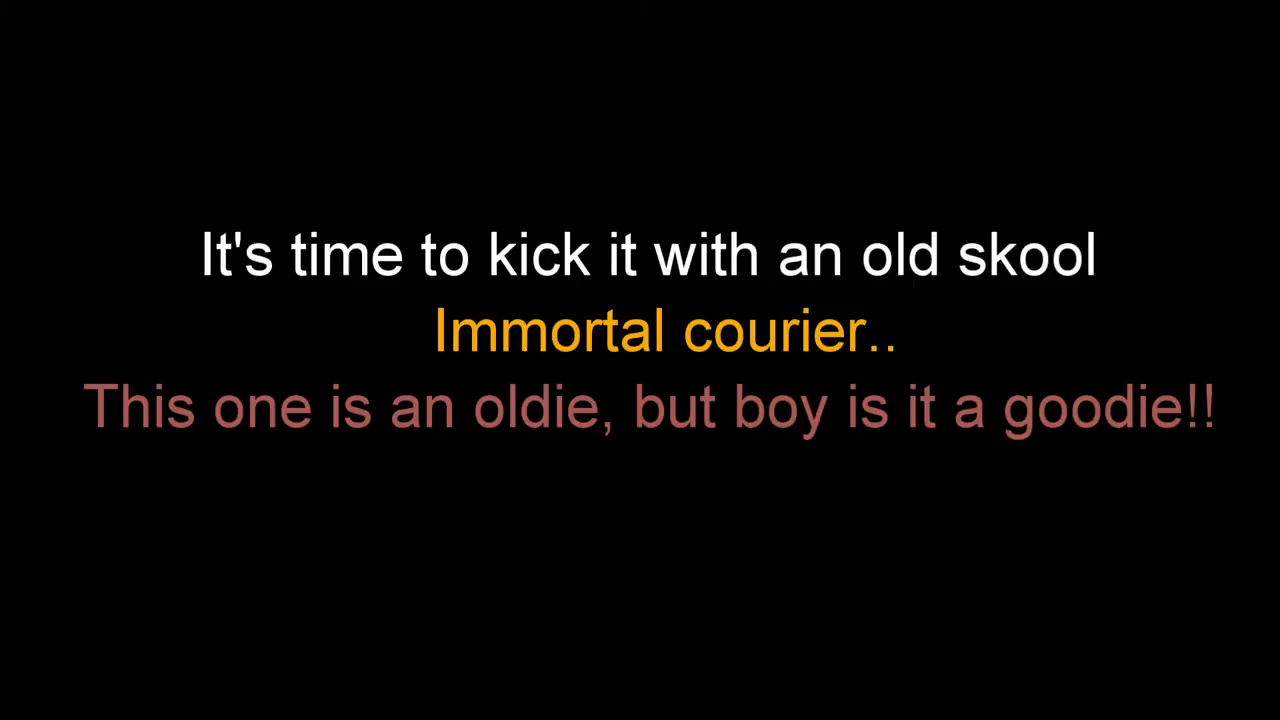 It's time to kick it with an old skool
Immortal courier..
This one is an oldie, but boy is it a goodie!!